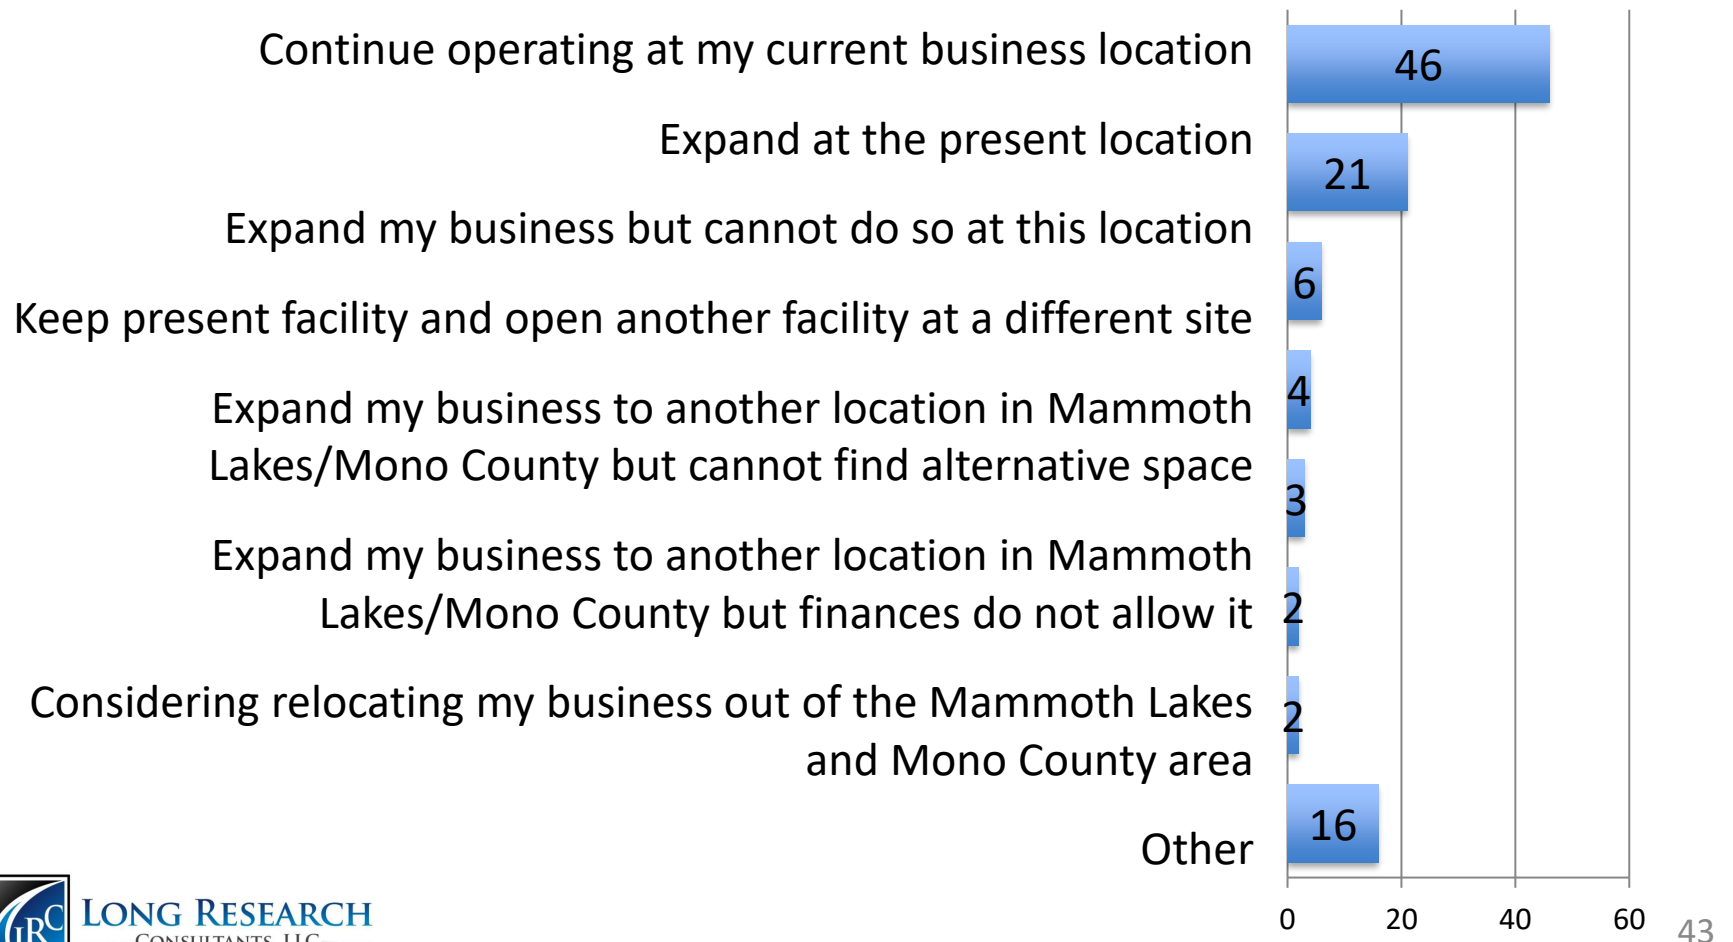 Continue operating at my current business location
46
Expand at the present location
21
Expand my business but cannot do so at this location
6
Keep present facility and open another facility at a different site
4
Expand my business to another location in Mammoth
Lakes/Mono County but cannot find alternative space
3
Expand my business to another location in Mammoth
Lakes/Mono County but finances do not allow it
2
Considering relocating my business out of the Mammoth Lakes
and Mono County area
2
Other
16
0 20 40 60
LRC
LONG RESEARCH
CONSULTANTS, LLC
43